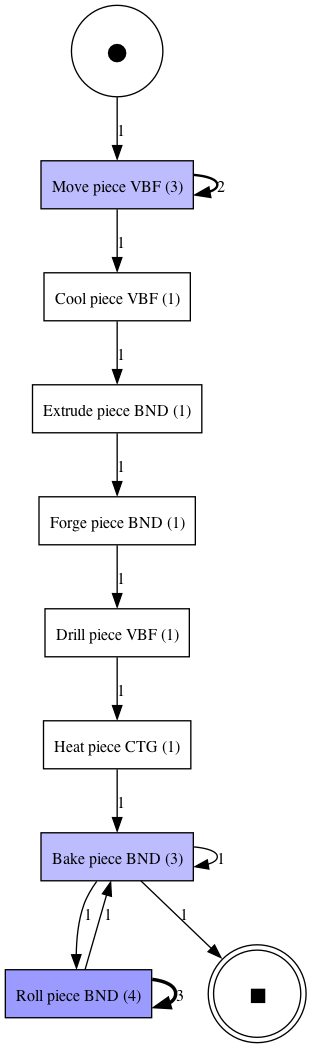 1
Move piece VBF (3)
2
1
Cool piece VBF (1)
1
Extrude piece BND (1)
1
Forge piece BND (1)
1
Drill piece VBF (1)
1
Heat piece CTG (1)
1
Bake piece BND (3)
1
1
1
1
Roll piece BND (4)
3